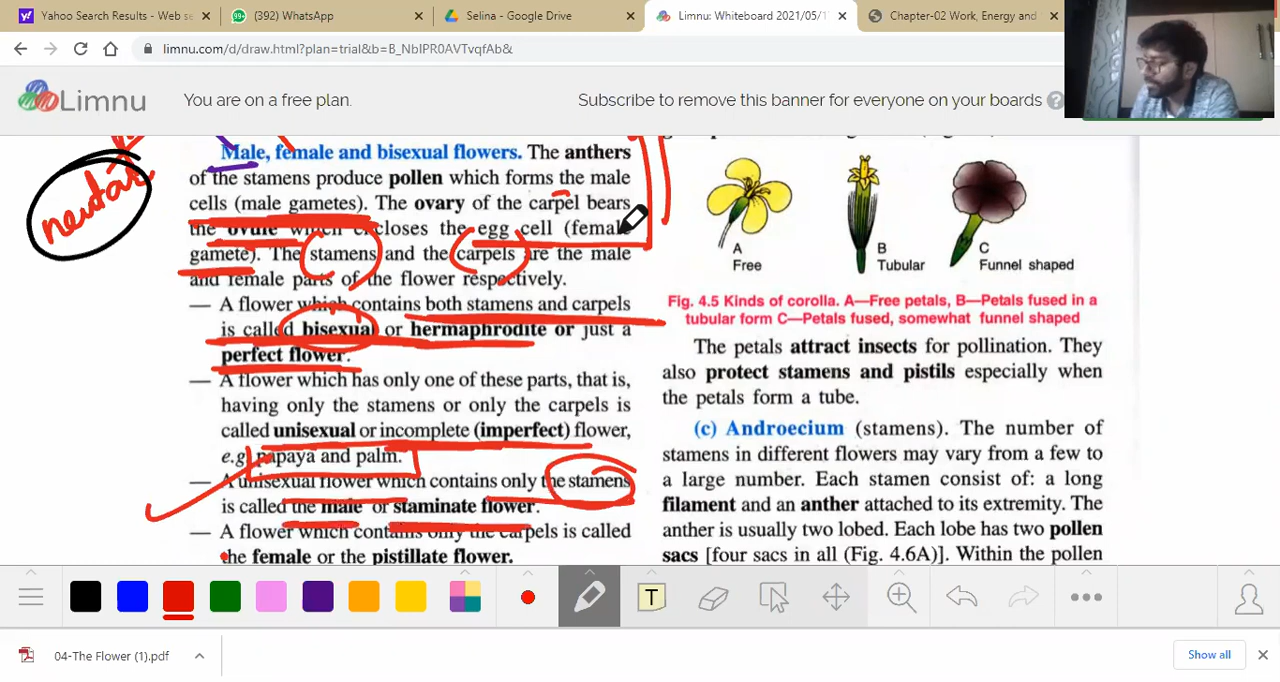 Yahoo Search Results - Web se
(392) WhatsApp
Selina - Google Drive
Limnu: Whiteboard 2021/05/1
Chapter-02 Work, Energy and
limnu.com/d/draw.html?plan=trial&b=B_NbIPR0AVTvqfAb&
Limnu
You are on a free plan.
Subscribe to remove this banner for everyone on your boards
neutal
Male, female and bisexual flowers. The anthers
of the stamens produce pollen which forms the male
cells (male gametes). The ovary of the carpel bears
the ovule which encloses the egg cell (female
gamete). The stamens and the carpels are the male
and female parts of the flower respectively.
— A flower which contains both stamens and carpels
is called bisexual or hermaphrodite or just a
perfect flower.
— A flower which has only one of these parts, that is,
having only the stamens or only the carpels is
called unisexual or incomplete (imperfect) flower,
e.g. papaya and palm.
— A unisexual flower which contains only the stamens
is called the male or staminate flower.
— A flower which contains only the carpels is called
the female or the pistillate flower.
A
Free
B
Tubular
C
Funnel shaped
Fig. 4.5 Kinds of corolla. A—Free petals, B—Petals fused in a
tubular form C—Petals fused, somewhat funnel shaped
The petals attract insects for pollination. They
also protect stamens and pistils especially when
the petals form a tube.
(c) Androecium (stamens). The number of
stamens in different flowers may vary from a few to
a large number. Each stamen consist of: a long
filament and an anther attached to its extremity. The
anther is usually two lobed. Each lobe has two pollen
sacs [four sacs in all (Fig. 4.6A)]. Within the pollen
T
04-The Flower (1).pdf
Show all